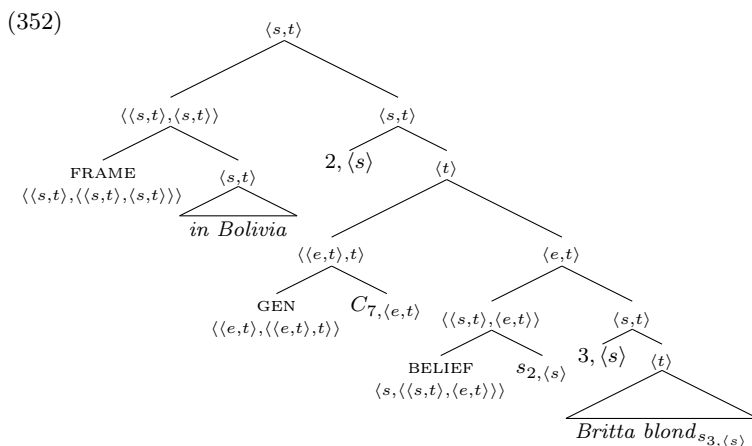 (352)
⟨s,t⟩
⟨⟨s,t⟩,⟨s,t⟩⟩ ⟨s,t⟩
FRAME ⟨s,t⟩ 2,⟨s⟩ ⟨t⟩
⟨⟨s,t⟩,⟨⟨s,t⟩,⟨s,t⟩⟩⟩
in Bolivia
⟨⟨e,t⟩,t⟩ ⟨e,t⟩
GEN C₇,⟨e,t⟩ ⟨⟨s,t⟩,⟨e,t⟩⟩ ⟨s,t⟩
⟨⟨e,t⟩,⟨⟨e,t⟩,t⟩⟩
BELIEF s₂,⟨s⟩ 3,⟨s⟩ ⟨t⟩
⟨s,⟨⟨s,t⟩,⟨e,t⟩⟩⟩
Britta blond s₃,⟨s⟩